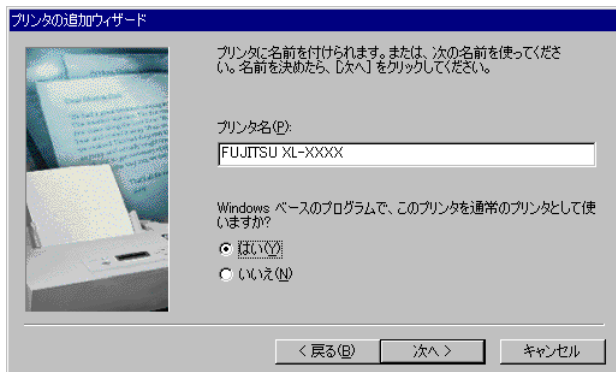 プリンタの追加ウィザード
プリンタに名前を付けられます。または、次の名前を使ってくださ
い。名前を決めたら、[次へ] をクリックしてください。
プリンタ名(P):
FUJITSU XL-XXXX
Windows ベースのプログラムで、このプリンタを通常のプリンタとして使
いますか?
はい(Y)
いいえ(N)
< 戻る(B)
次へ >
キャンセル